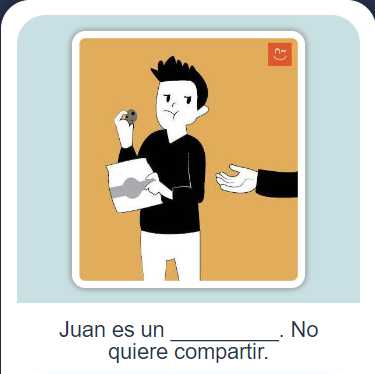 Juan es un _________. No
quiere compartir.